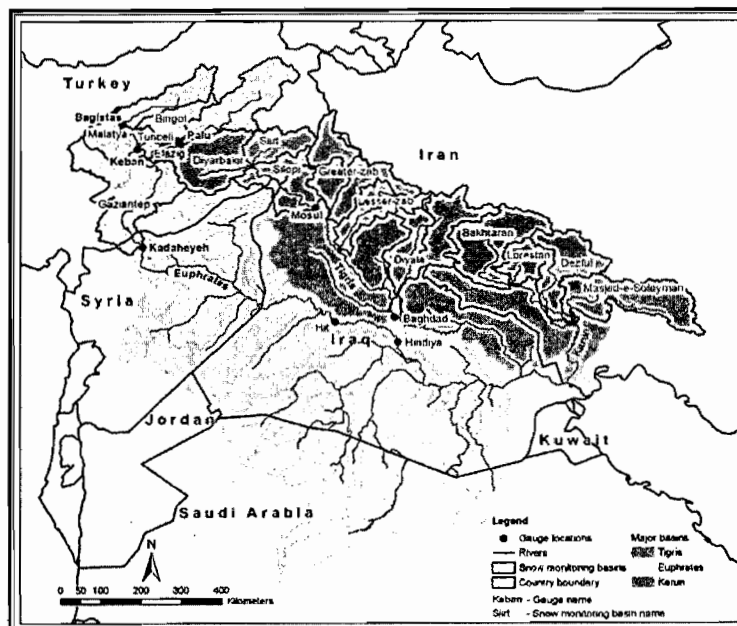 Turkey
Bagistas
Bingol
Malatya
Tunceli
Palu
Keban
Elazig
Diyarbakir
Siirt
Silopi
Greater-zab
Iran
Gaziantep
Mosul
Lesser-zab
Kadaheyeh
Bakhtaran
Lorestan
Dezful
Euphrates
Tigris
Diyala
Masjed-e-Soleyman
Syria
Baghdad
Hit
Iraq
Hindiya
Karun
Jordan
Kuwait
Saudi Arabia
N
0 50 100 200 300 400
Kilometers
Legend
Gauge locations
Rivers
Snow monitoring basins
Country boundary
Keban - Gauge name
Siirt - Snow monitoring basin name
Major basins
Tigris
Euphrates
Karun